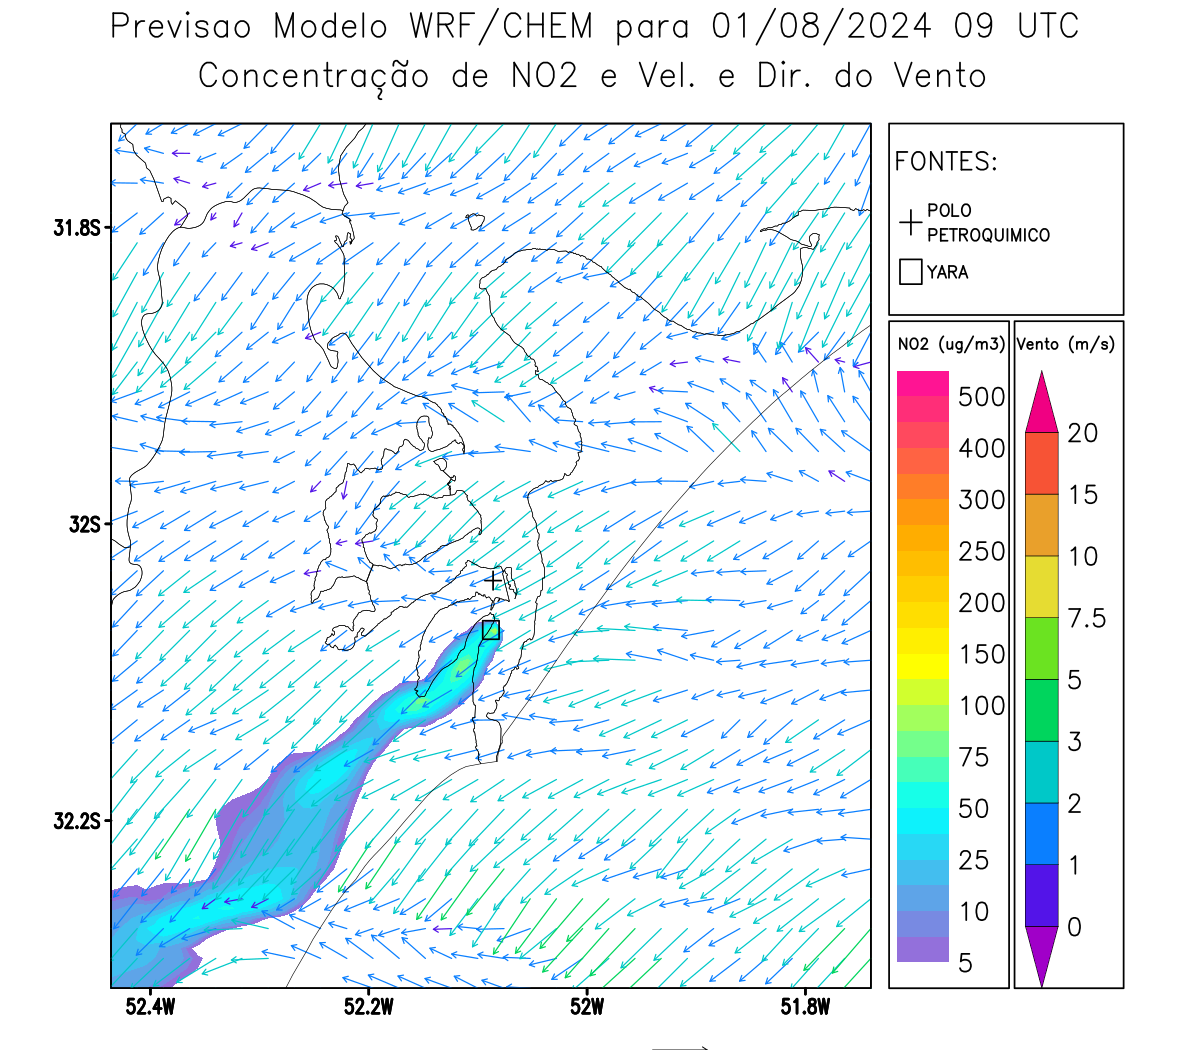 Previsao Modelo WRF/CHEM para 01/08/2024 09 UTC
Concentração de NO2 e Vel. e Dir. do Vento
FONTES:
POLO
PETROQUIMICO
YARA
31.8S
32S
32.2S
52.4W
52.2W
52W
51.8W
NO2 (ug/m3)
500
400
300
250
200
150
100
75
50
25
10
5
Vento (m/s)
20
15
10
7.5
5
3
2
1
0